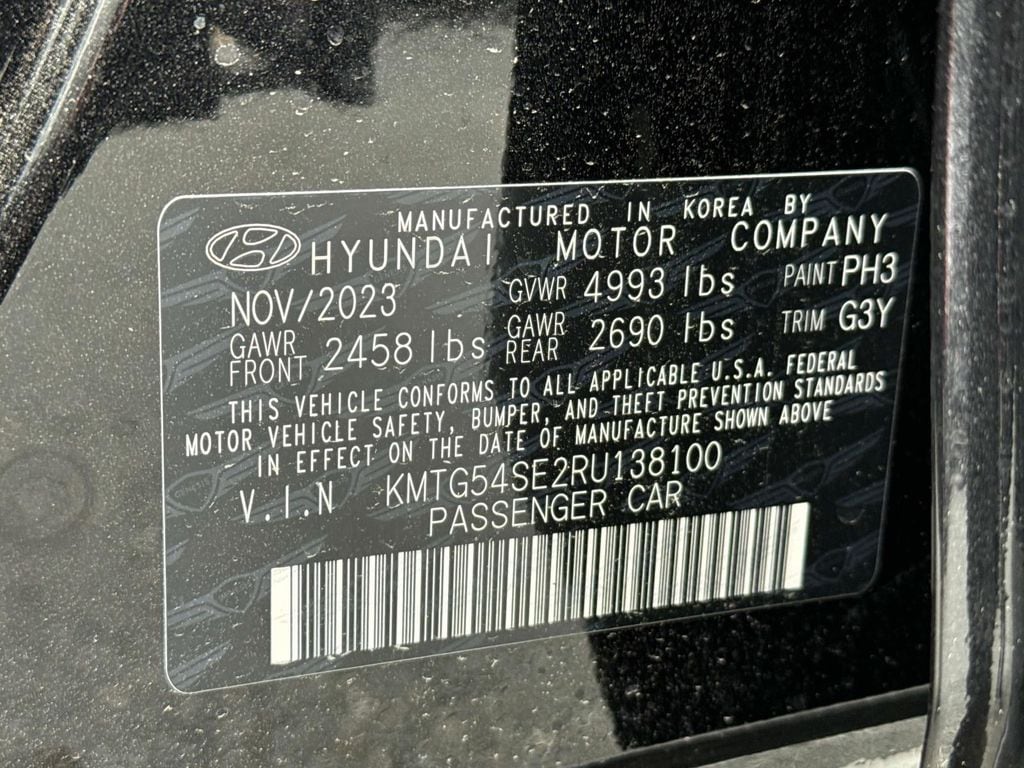 MANUFACTURED IN KOREA BY
HYUNDAI MOTOR COMPANY
NOV/2023 GVWR 4993 lbs PAINT PH3
GAWR FRONT 2458 lbs GAWR REAR 2690 lbs TRIM G3Y
THIS VEHICLE CONFORMS TO ALL APPLICABLE U.S.A. FEDERAL
MOTOR VEHICLE SAFETY, BUMPER, AND THEFT PREVENTION STANDARDS
IN EFFECT ON THE DATE OF MANUFACTURE SHOWN ABOVE
V.I.N KMTG54SE2RU138100
PASSENGER CAR